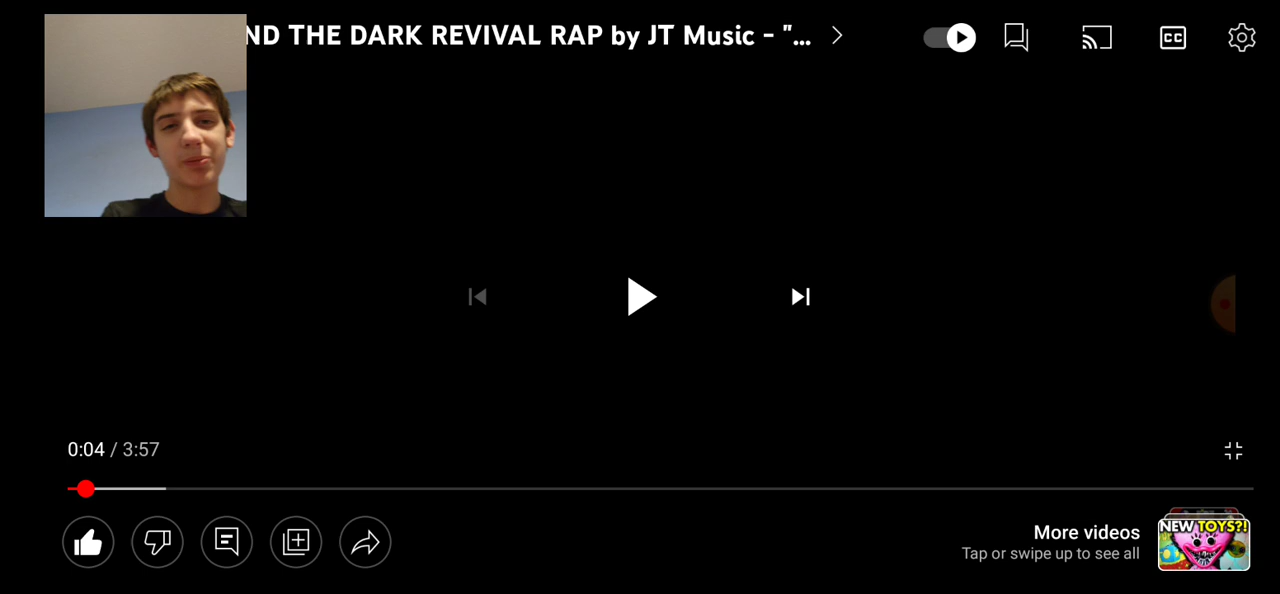 ND THE DARK REVIVAL RAP by JT Music - "...
CC
0:04 / 3:57
NEW TOYS?!
More videos
Tap or swipe up to see all